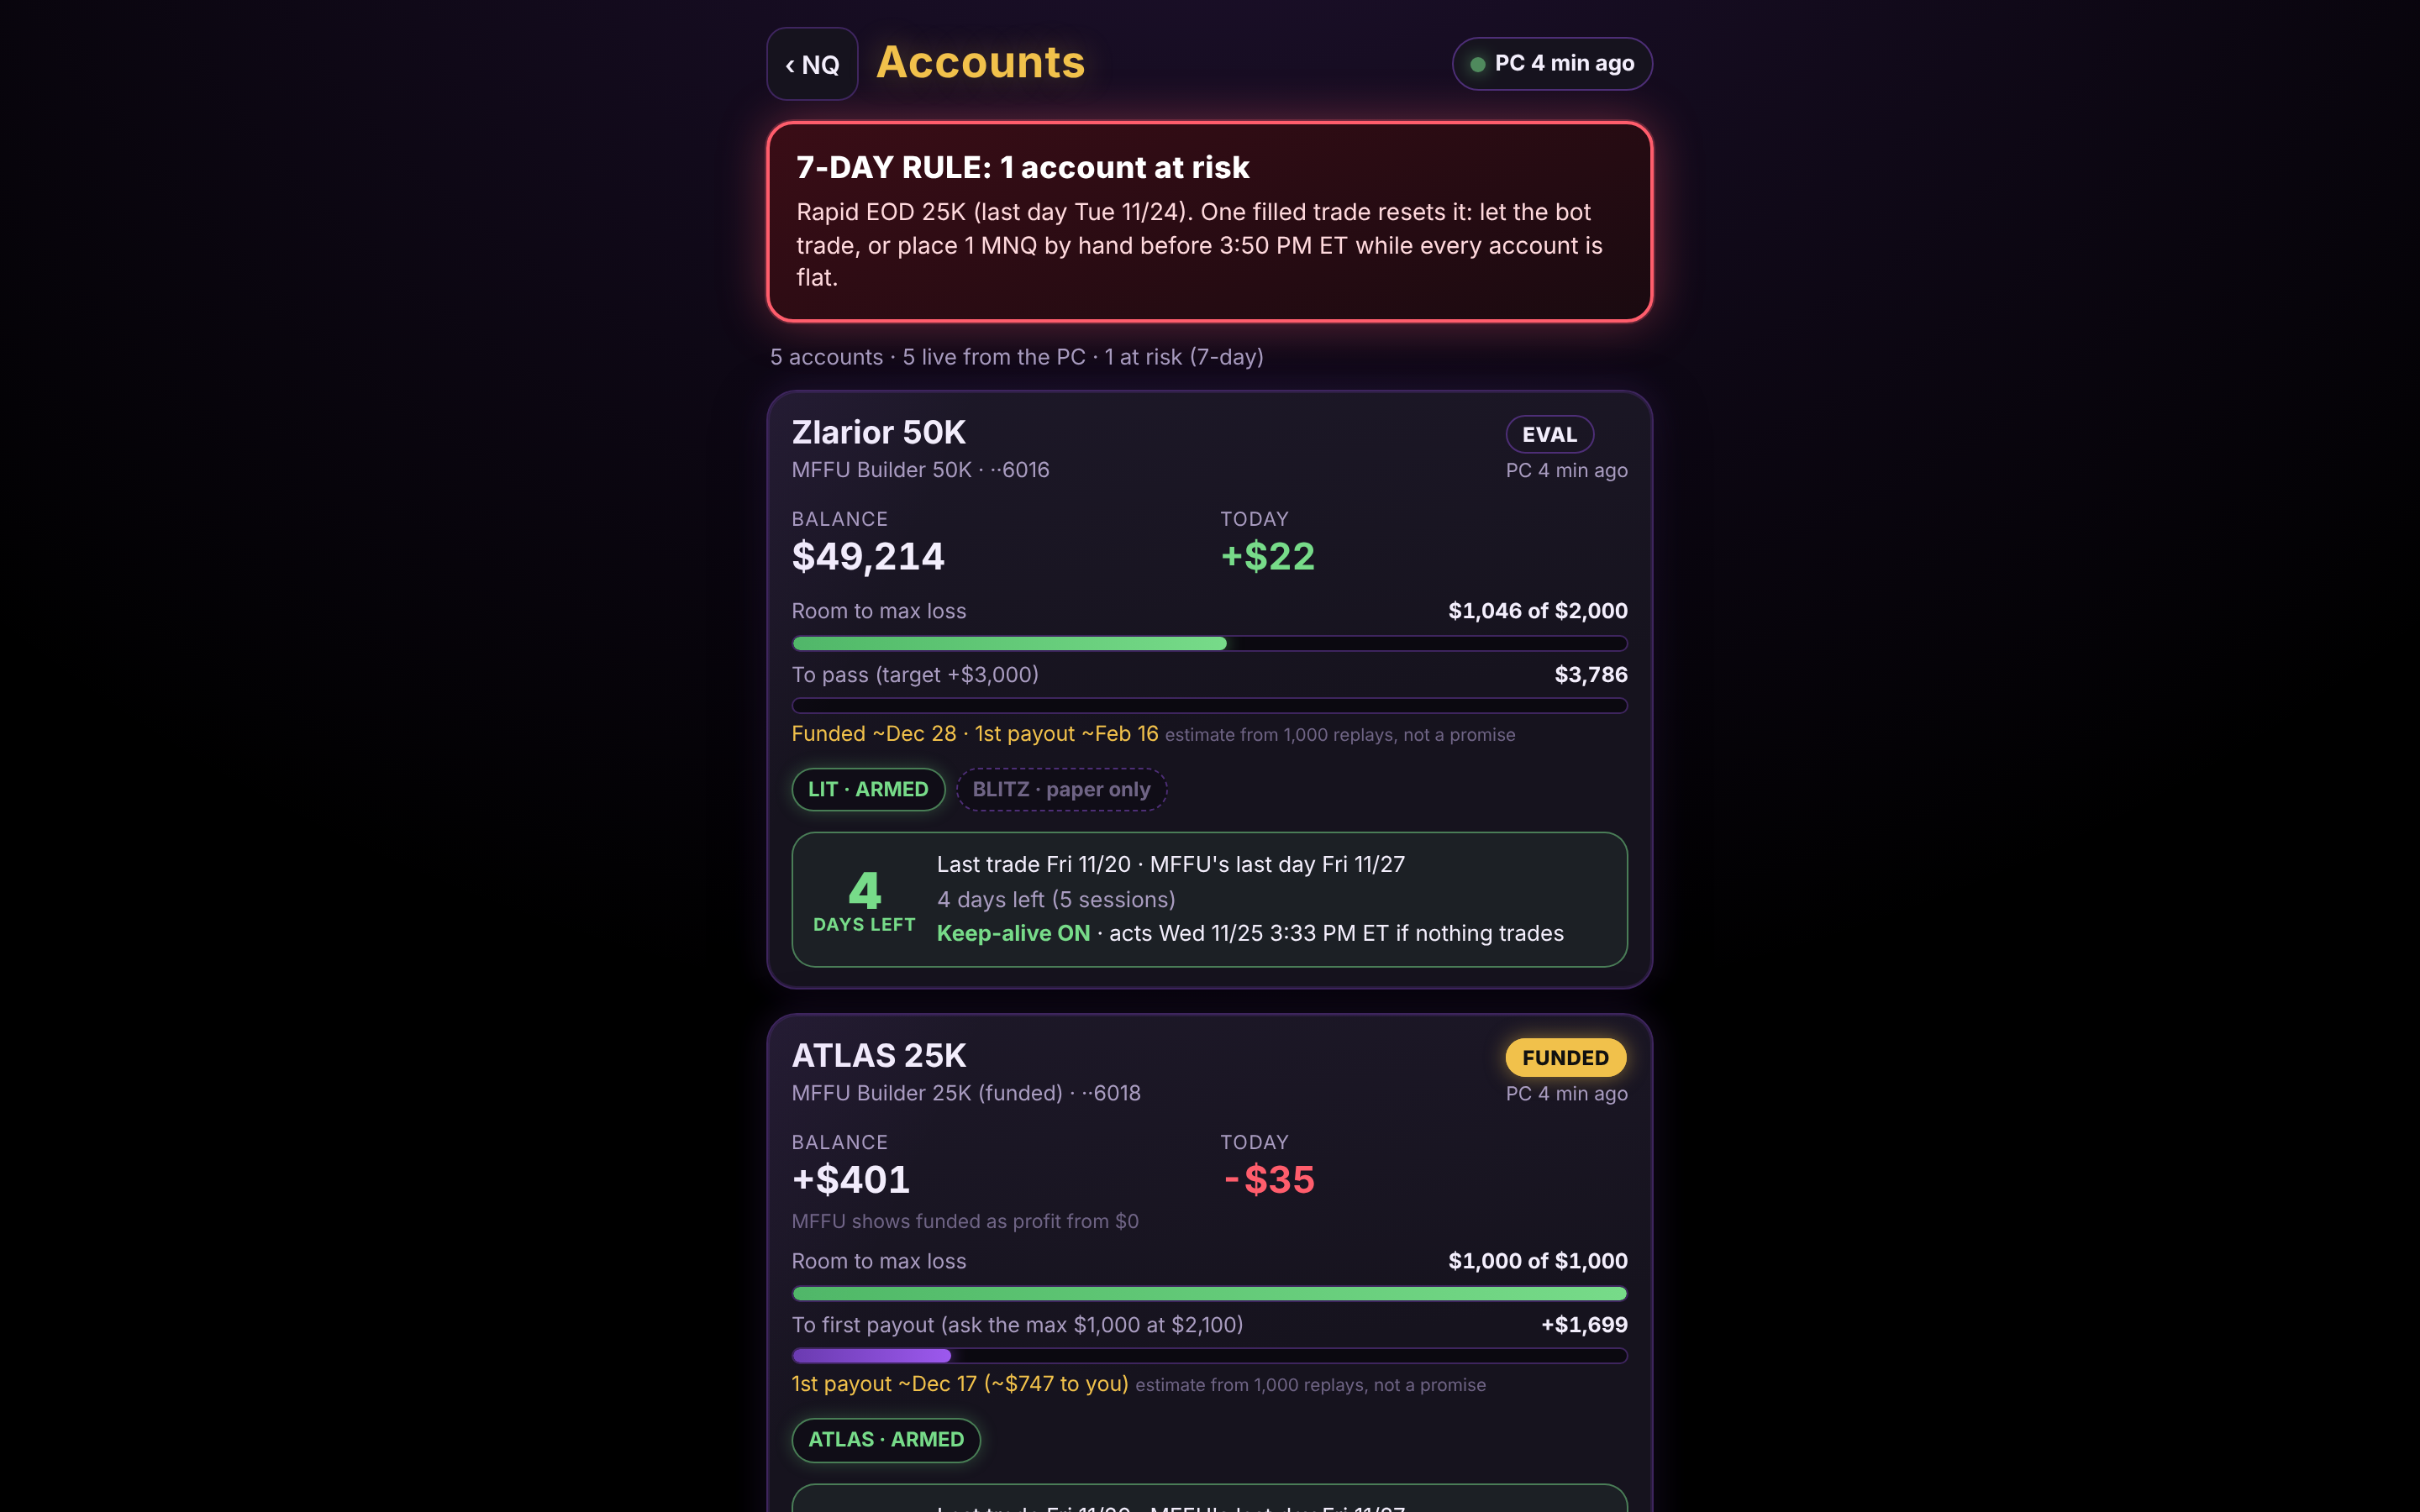 ‹ NQ
Accounts
PC 4 min ago
7-DAY RULE: 1 account at risk
Rapid EOD 25K (last day Tue 11/24). One filled trade resets it: let the bot
trade, or place 1 MNQ by hand before 3:50 PM ET while every account is
flat.
5 accounts · 5 live from the PC · 1 at risk (7-day)
Zlarior 50K
EVAL
MFFU Builder 50K · ··6016
PC 4 min ago
BALANCE
TODAY
$49,214
+$22
Room to max loss
$1,046 of $2,000
To pass (target +$3,000)
$3,786
Funded ~Dec 28 · 1st payout ~Feb 16 estimate from 1,000 replays, not a promise
LIT · ARMED
BLITZ · paper only
4
DAYS LEFT
Last trade Fri 11/20 · MFFU's last day Fri 11/27
4 days left (5 sessions)
Keep-alive ON · acts Wed 11/25 3:33 PM ET if nothing trades
ATLAS 25K
FUNDED
MFFU Builder 25K (funded) · ··6018
PC 4 min ago
BALANCE
TODAY
+$401
-$35
MFFU shows funded as profit from $0
Room to max loss
$1,000 of $1,000
To first payout (ask the max $1,000 at $2,100)
+$1,699
1st payout ~Dec 17 (~$747 to you) estimate from 1,000 replays, not a promise
ATLAS · ARMED